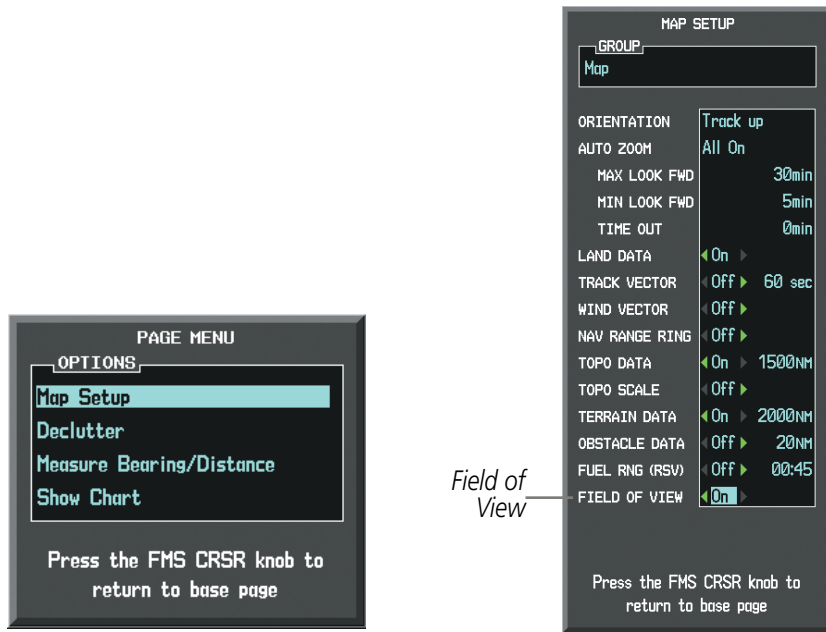 PAGE MENU
OPTIONS
Map Setup
Declutter
Measure Bearing/Distance
Show Chart
Press the FMS CRSR knob to
return to base page
MAP SETUP
GROUP
Map
ORIENTATION Track up
AUTO ZOOM All On
MAX LOOK FWD 30min
MIN LOOK FWD 5min
TIME OUT 0min
LAND DATA On
TRACK VECTOR Off 60 sec
WIND VECTOR Off
NAV RANGE RING Off
TOPO DATA On 1500NM
TOPO SCALE Off
TERRAIN DATA On 2000NM
OBSTACLE DATA Off 20NM
FUEL RNG (RSV) Off 00:45
FIELD OF VIEW On
Press the FMS CRSR knob to
return to base page
Field of
View